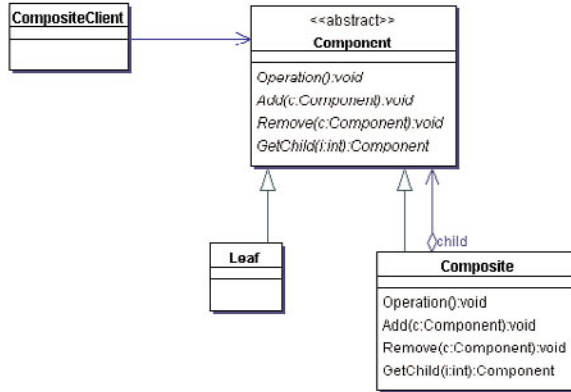 CompositeClient
<<abstract>>
Component
Operation():void
Add(c:Component):void
Remove(c:Component):void
GetChild(i:int):Component
child
Leaf
Composite
Operation():void
Add(c:Component):void
Remove(c:Component):void
GetChild(i:int):Component